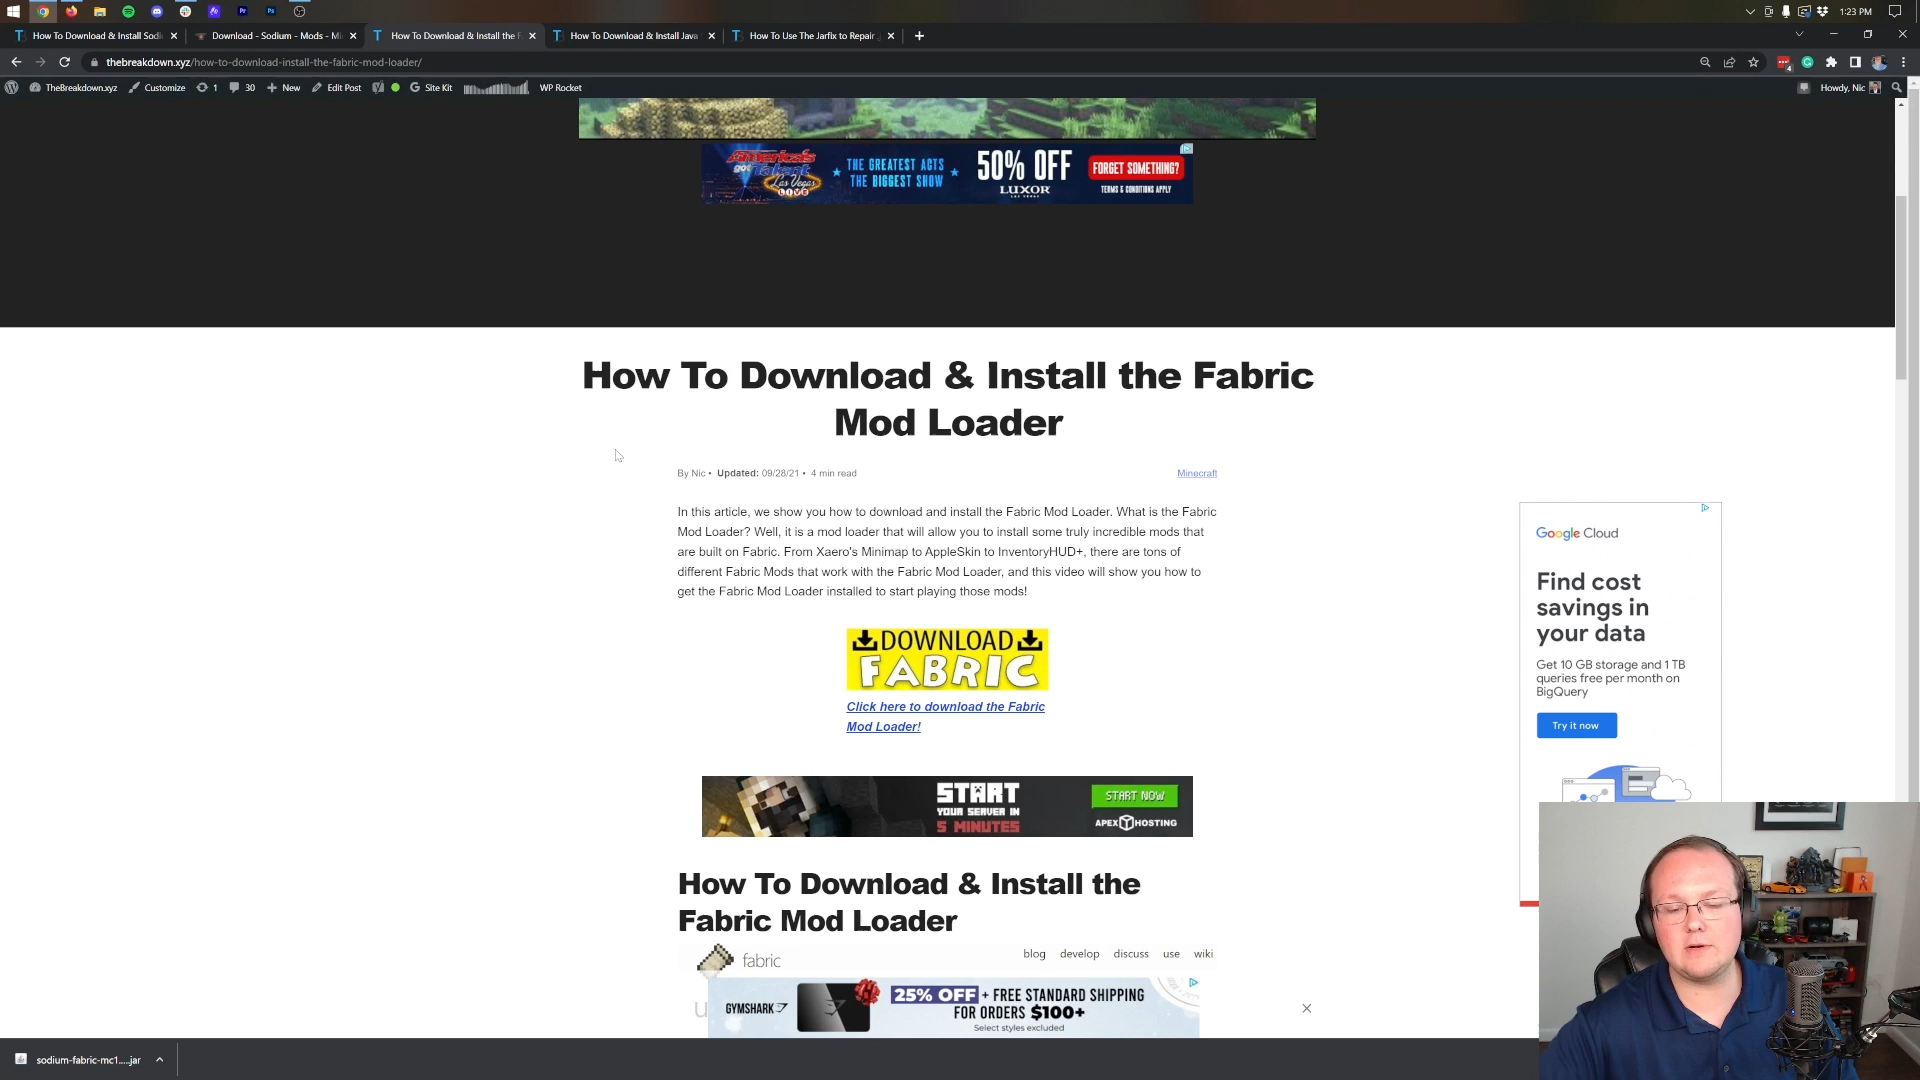 1:23 PM
How To Download & Install Sodi
Download - Sodium - Mods - Mi
How To Download & Install the F
How To Download & Install Java
How To Use The Jarfix to Repair
thebreakdown.xyz/how-to-download-install-the-fabric-mod-loader/
TheBreakdown.xyz
Customize
1
30
New
Edit Post
Site Kit
WP Rocket
Howdy, Nic
America's got Talent Las Vegas LIVE
THE GREATEST ACTS
THE BIGGEST SHOW
50% OFF
LUXOR
FORGET SOMETHING?
TERMS & CONDITIONS APPLY
How To Download & Install the Fabric
Mod Loader
By Nic • Updated: 09/28/21 • 4 min read
Minecraft
In this article, we show you how to download and install the Fabric Mod Loader. What is the Fabric
Mod Loader? Well, it is a mod loader that will allow you to install some truly incredible mods that
are built on Fabric. From Xaero's Minimap to AppleSkin to InventoryHUD+, there are tons of
different Fabric Mods that work with the Fabric Mod Loader, and this video will show you how to
get the Fabric Mod Loader installed to start playing those mods!
DOWNLOAD
FABRIC
Click here to download the Fabric
Mod Loader!
START
YOUR SERVER IN
5 MINUTES
START NOW
APEX HOSTING
Google Cloud
Find cost
savings in
your data
Get 10 GB storage and 1 TB
queries free per month on
BigQuery
Try it now
How To Download & Install the
Fabric Mod Loader
fabric
blog develop discuss use wiki
GYMSHARK
25% OFF + FREE STANDARD SHIPPING
FOR ORDERS $100+
Select styles excluded
sodium-fabric-mc1....jar